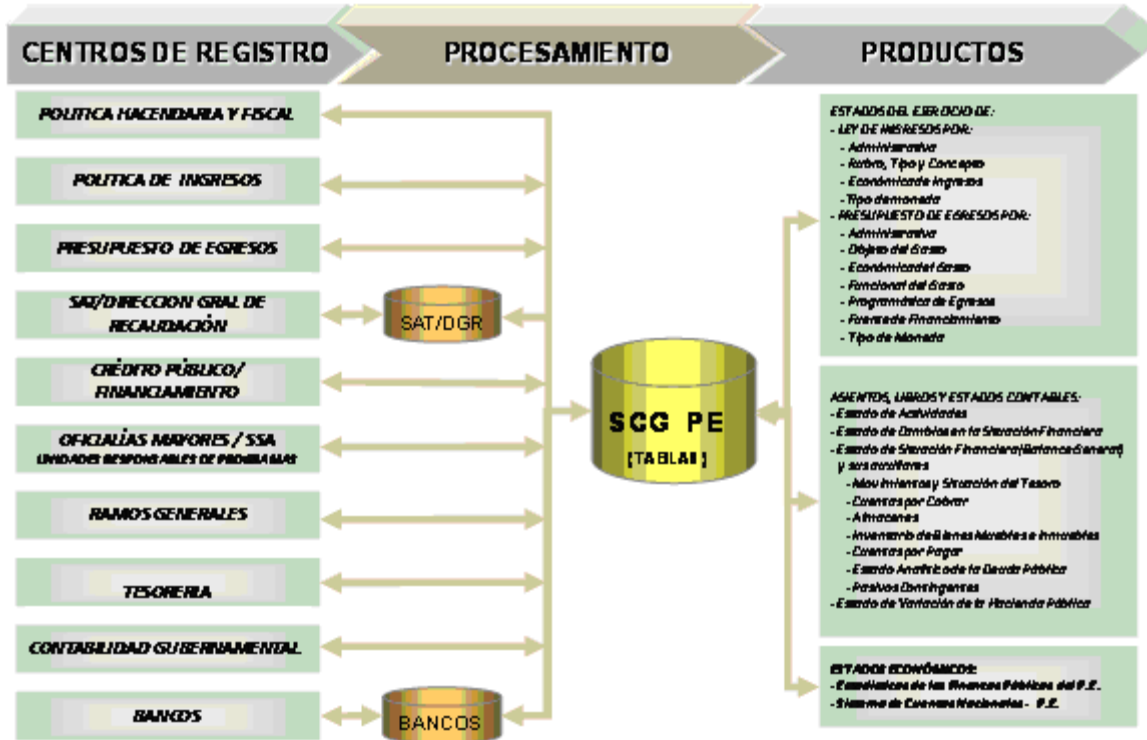 CENTROS DE REGISTRO
PROCESAMIENTO
PRODUCTOS
POLITICA HACENDARIA Y FISCAL
POLITICA DE INGRESOS
PRESUPUESTO DE EGRESOS
SAT/DIRECCION GRAL DE
RECAUDACIÓN
CRÉDITO PÚBLICO/
FINANCIAMIENTO
OFICIALÍAS MAYORES / SSA
UNIDADES RESPONSABLES DE PROGRAMAS
RAMOS GENERALES
TESORERIA
CONTABILIDAD GUBERNAMENTAL
BANCOS
SAT/DGR
BANCOS
SCG PE
(TABLAS)
ESTADOS DEL EJERCICIO DE:
- LEY DE INGRESOS POR:
- Administrativa
- Rubro, Tipo y Concepto
- Económica de Ingresos
- Tipo de moneda
- PRESUPUESTO DE EGRESOS POR:
- Administrativa
- Objeto del Gasto
- Económica del Gasto
- Funcional del Gasto
- Programática de Egresos
- Fuente de Financiamiento
- Tipo de Moneda
ASIENTOS, LIBROS Y ESTADOS CONTABLES:
- Estado de Actividades
- Estado de Cambios en la Situación Financiera
- Estado de Situación Financiera (Balance General)
y sus auxiliares
- Movimientos y Situación del Tesoro
- Cuentas por Cobrar
- Almacenes
- Inventario de Bienes Muebles e Inmuebles
- Cuentas por Pagar
- Estado Analítico de la Deuda Pública
- Pasivos Contingentes
- Estado de Variación de la Hacienda Pública
ESTADOS ECONÓMICOS:
- Estadísticas de las Finanzas Públicas del P.E.
- Sistema de Cuentas Nacionales - P.E.